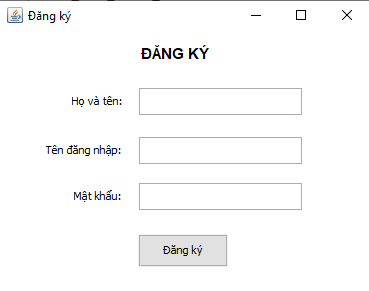 Đăng ký
ĐĂNG KÝ
Họ và tên:
Tên đăng nhập:
Mật khẩu:
Đăng ký